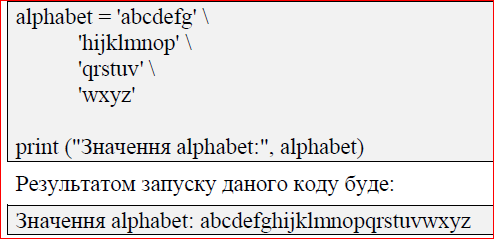 alphabet = 'abcdefg' \
'hijklmnop' \
'qrstuv' \
'wxyz'
print ("Значення alphabet:", alphabet)
Результатом запуску даного коду буде:
Значення alphabet: abcdefghijklmnopqrstuvwxyz